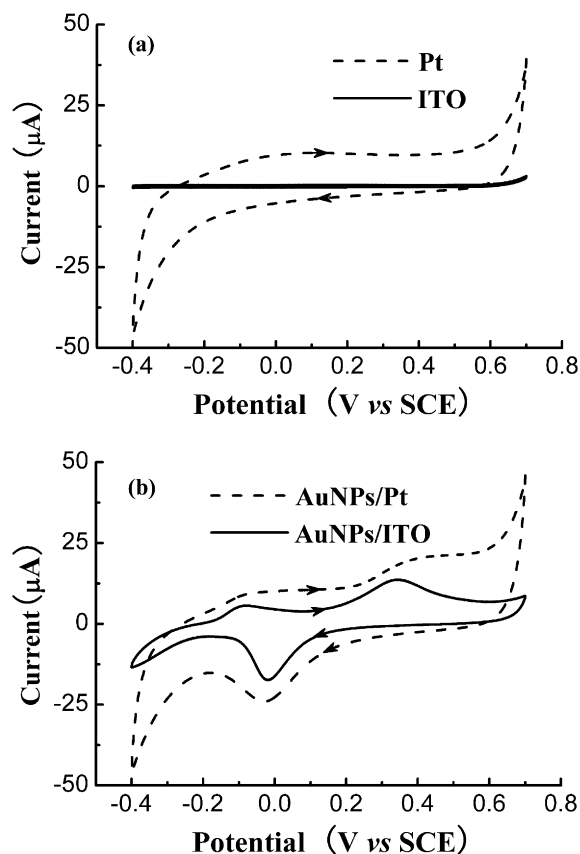 (a)
Pt
ITO
50
25
0
-25
-50
Current (μA)
-0.4 -0.2 0.0 0.2 0.4 0.6 0.8
Potential (V vs SCE)
(b)
AuNPs/Pt
AuNPs/ITO
50
25
0
-25
-50
Current (μA)
-0.4 -0.2 0.0 0.2 0.4 0.6 0.8
Potential (V vs SCE)